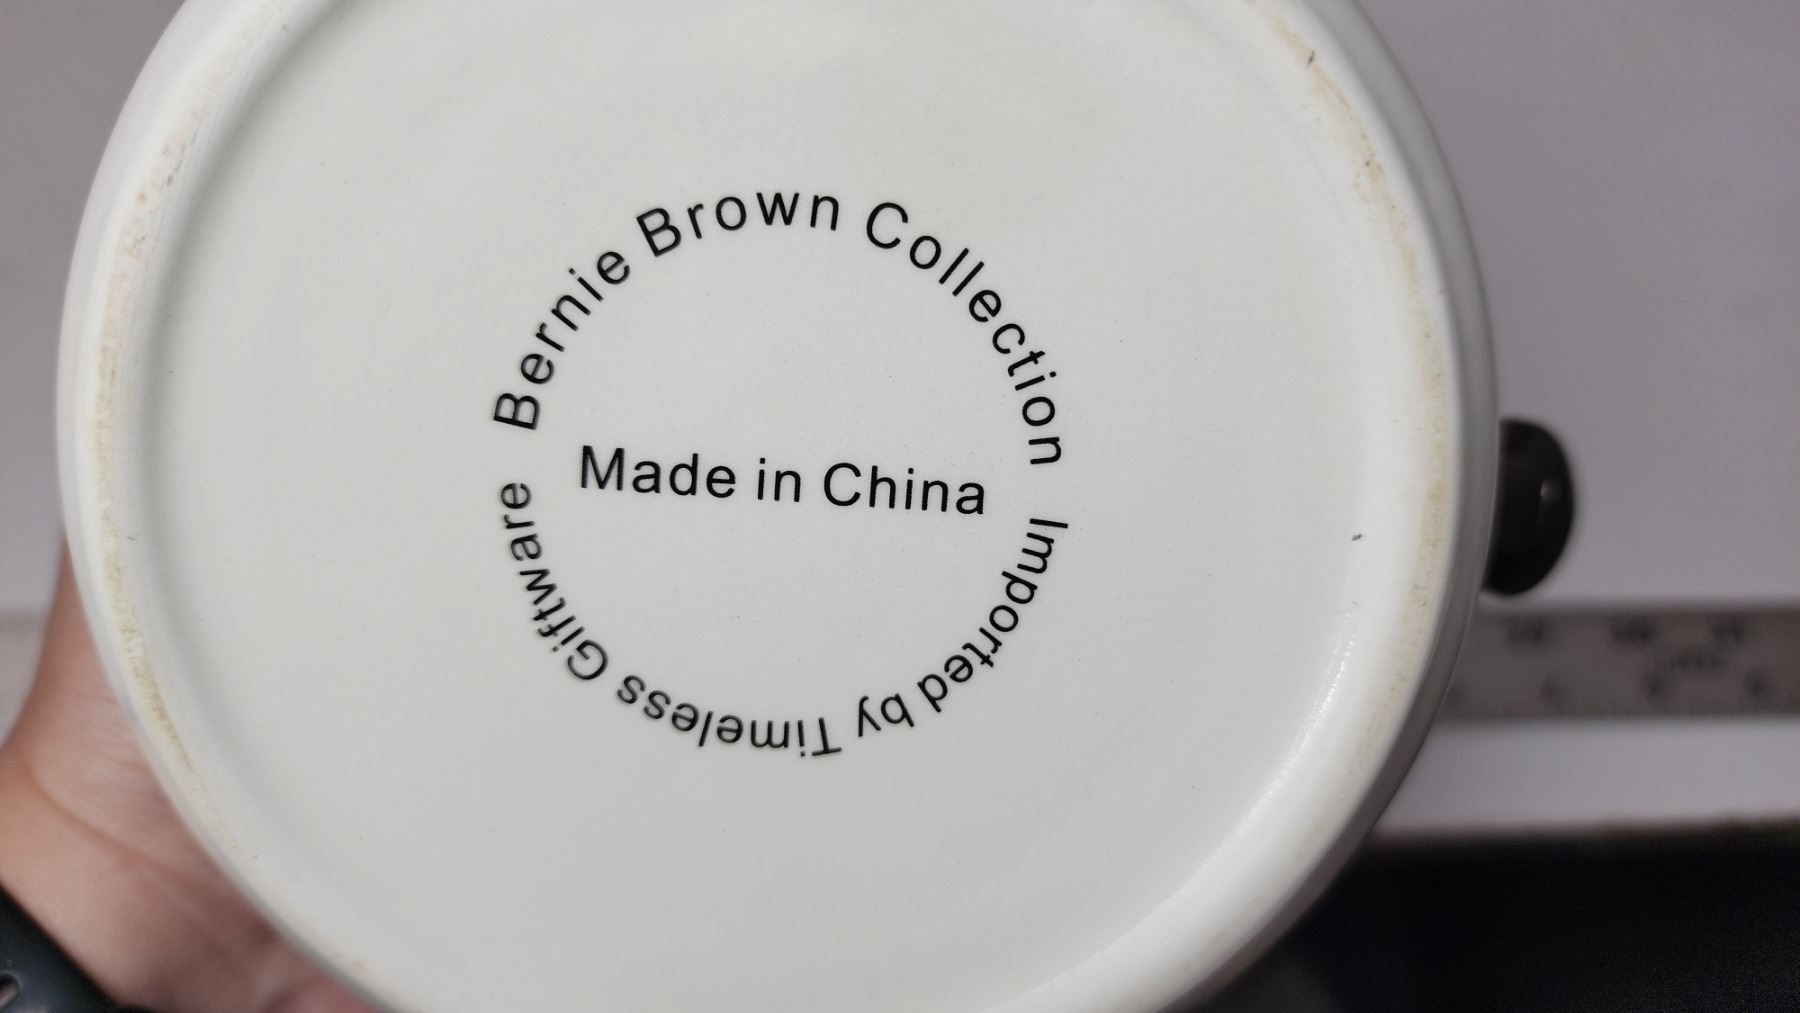 Bernie Brown Collection
Made in China
Imported by Timeless Giftware